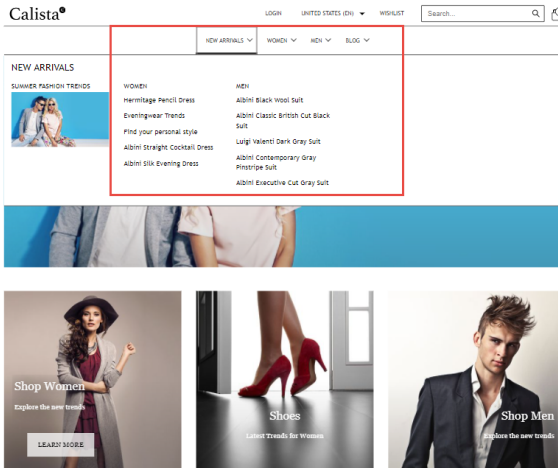 Calista
LOGIN
UNITED STATES (EN)
WISHLIST
Search...
NEW ARRIVALS
WOMEN
MEN
BLOG
NEW ARRIVALS
SUMMER FASHION TRENDS
WOMEN
Hermitage Pencil Dress
Eveningwear Trends
Find your personal style
Albini Straight Cocktail Dress
Albini Silk Evening Dress
MEN
Albini Black Wool Suit
Albini Classic British Cut Black
Suit
Luigi Valenti Dark Gray Suit
Albini Contemporary Gray
Pinstripe Suit
Albini Executive Cut Gray Suit
Shop Women
Explore the new trends
LEARN MORE
Shoes
Latest Trends for Women
Shop Men
Explore the new trends